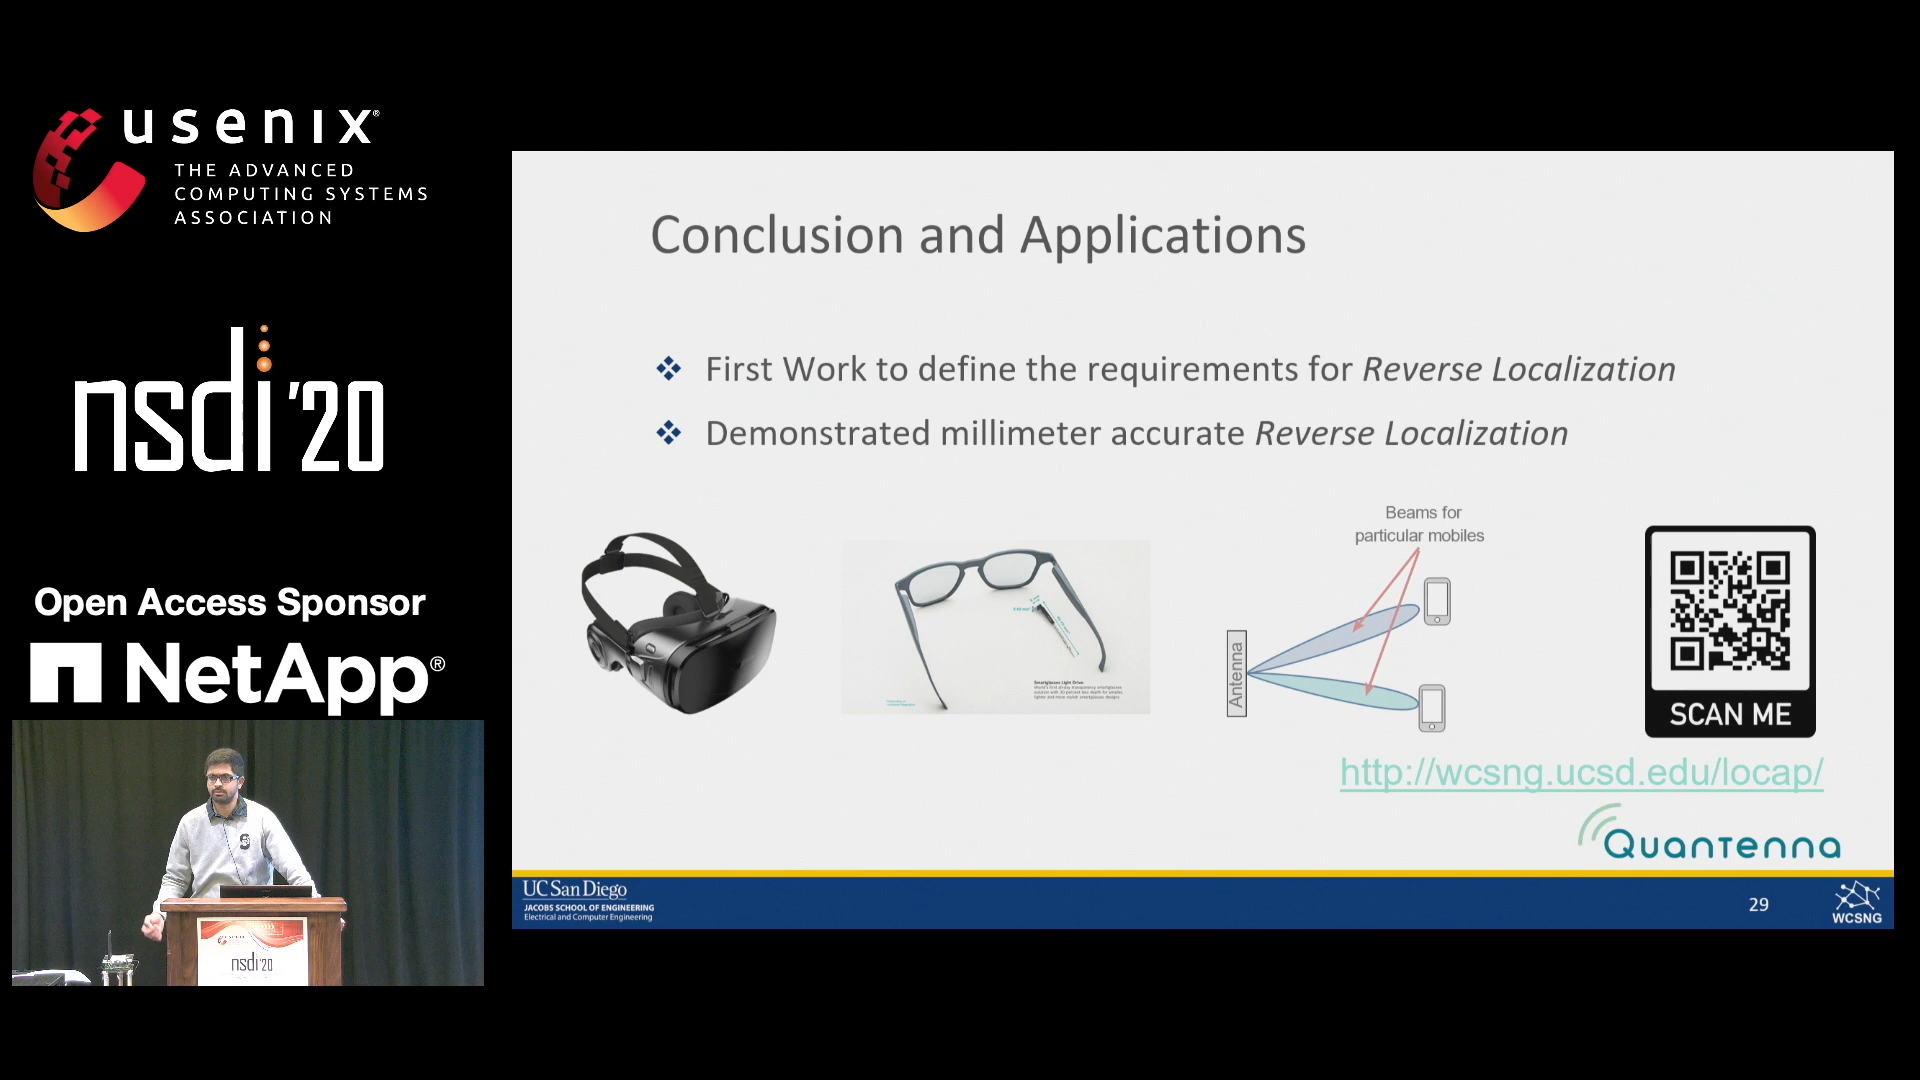 usenix®
THE ADVANCED
COMPUTING SYSTEMS
ASSOCIATION
nsdi '20
Open Access Sponsor
NetApp®
nsdi '20
Conclusion and Applications
❖ First Work to define the requirements for Reverse Localization
❖ Demonstrated millimeter accurate Reverse Localization
Beams for
particular mobiles
Antenna
Smartglasses Light Drive
SCAN ME
http://wcsng.ucsd.edu/locap/
Quantenna
UC San Diego
JACOBS SCHOOL OF ENGINEERING
Electrical and Computer Engineering
29
WCSNG